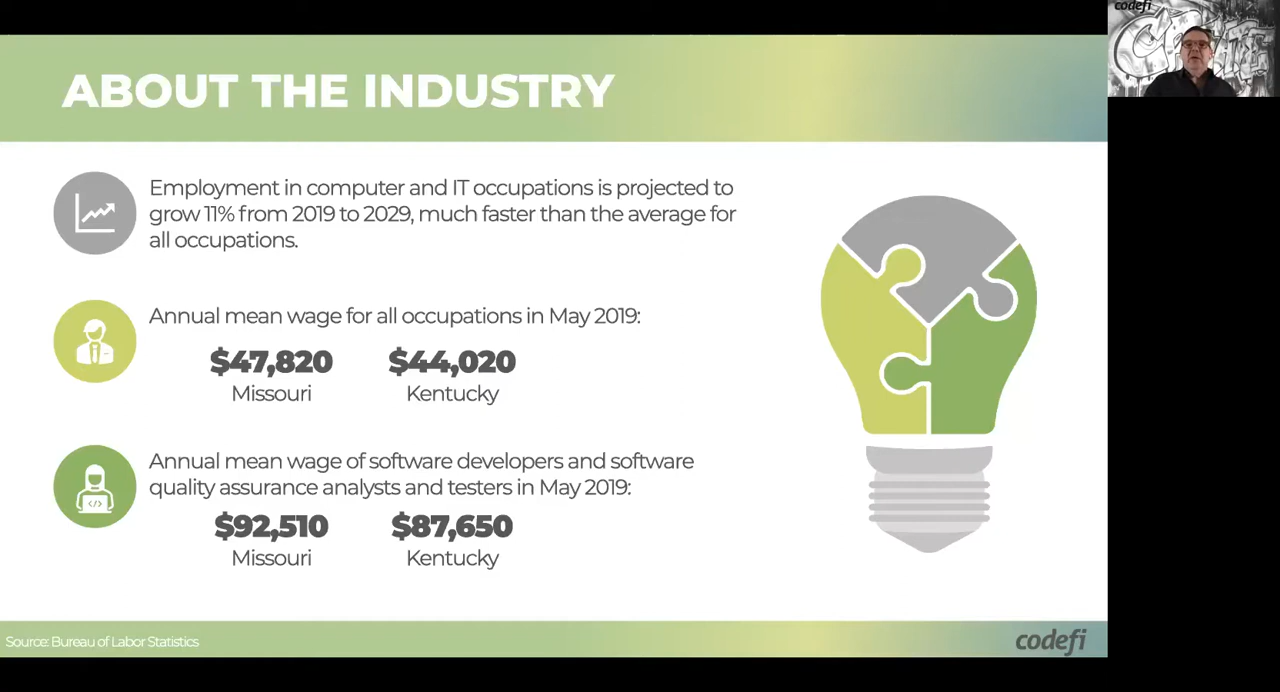 codefi
CREATE
ABOUT THE INDUSTRY
Employment in computer and IT occupations is projected to
grow 11% from 2019 to 2029, much faster than the average for
all occupations.
Annual mean wage for all occupations in May 2019:
$47,820 $44,020
Missouri Kentucky
Annual mean wage of software developers and software
quality assurance analysts and testers in May 2019:
</>
$92,510 $87,650
Missouri Kentucky
Source: Bureau of Labor Statistics
codefi